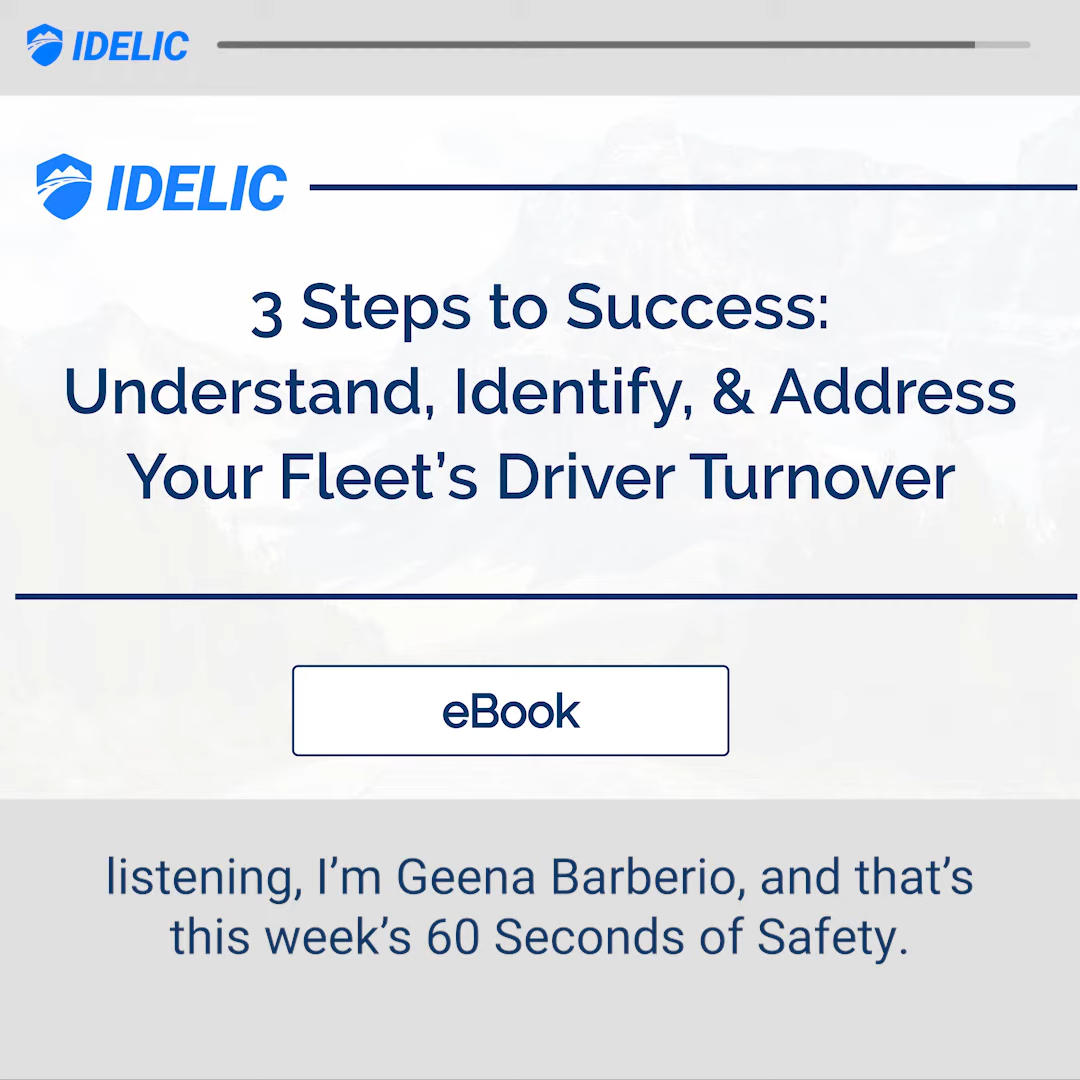 IDELIC
IDELIC
3 Steps to Success:
Understand, Identify, & Address
Your Fleet’s Driver Turnover
eBook
listening, I’m Geena Barberio, and that’s
this week’s 60 Seconds of Safety.